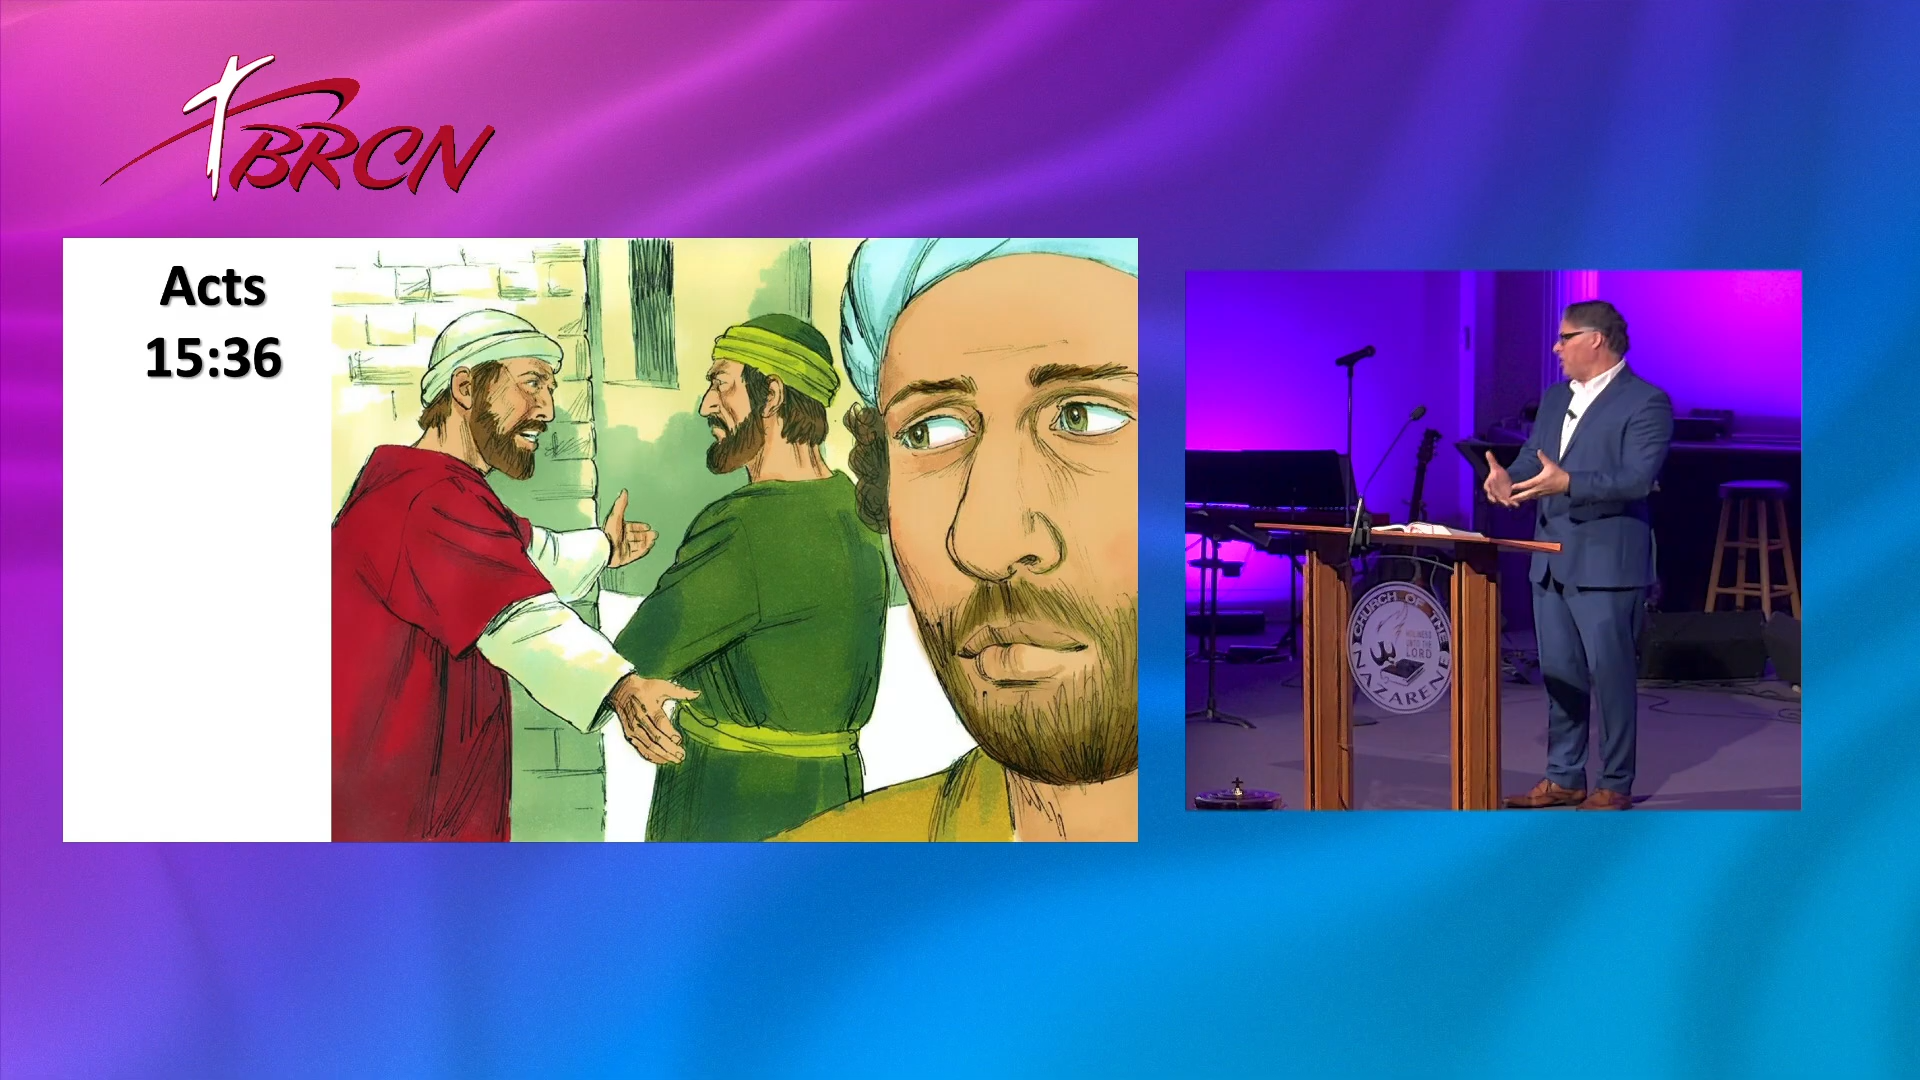 BRCN
Acts
15:36
CHURCH OF THE
NAZARENE
HOLINESS
UNTO THE
LORD